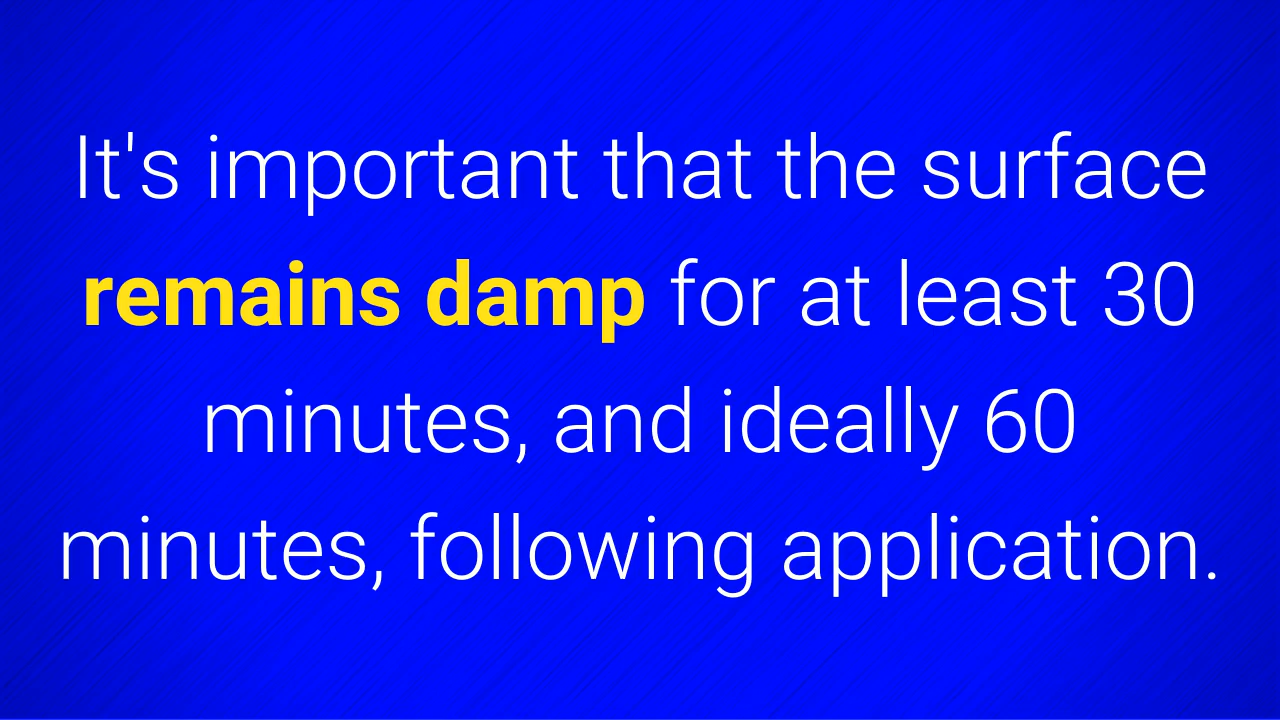 It's important that the surface
remains damp for at least 30
minutes, and ideally 60
minutes, following application.